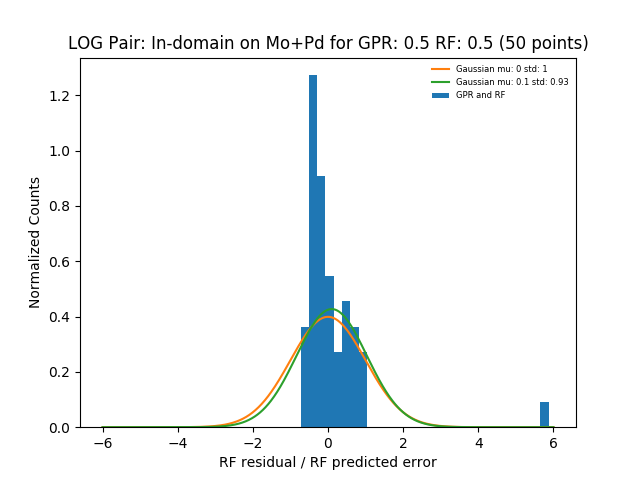 LOG Pair: In-domain on Mo+Pd for GPR: 0.5 RF: 0.5 (50 points)
Gaussian mu: 0 std: 1
Gaussian mu: 0.1 std: 0.93
GPR and RF
Normalized Counts
1.2
1.0
0.8
0.6
0.4
0.2
0.0
−6 −4 −2 0 2 4 6
RF residual / RF predicted error